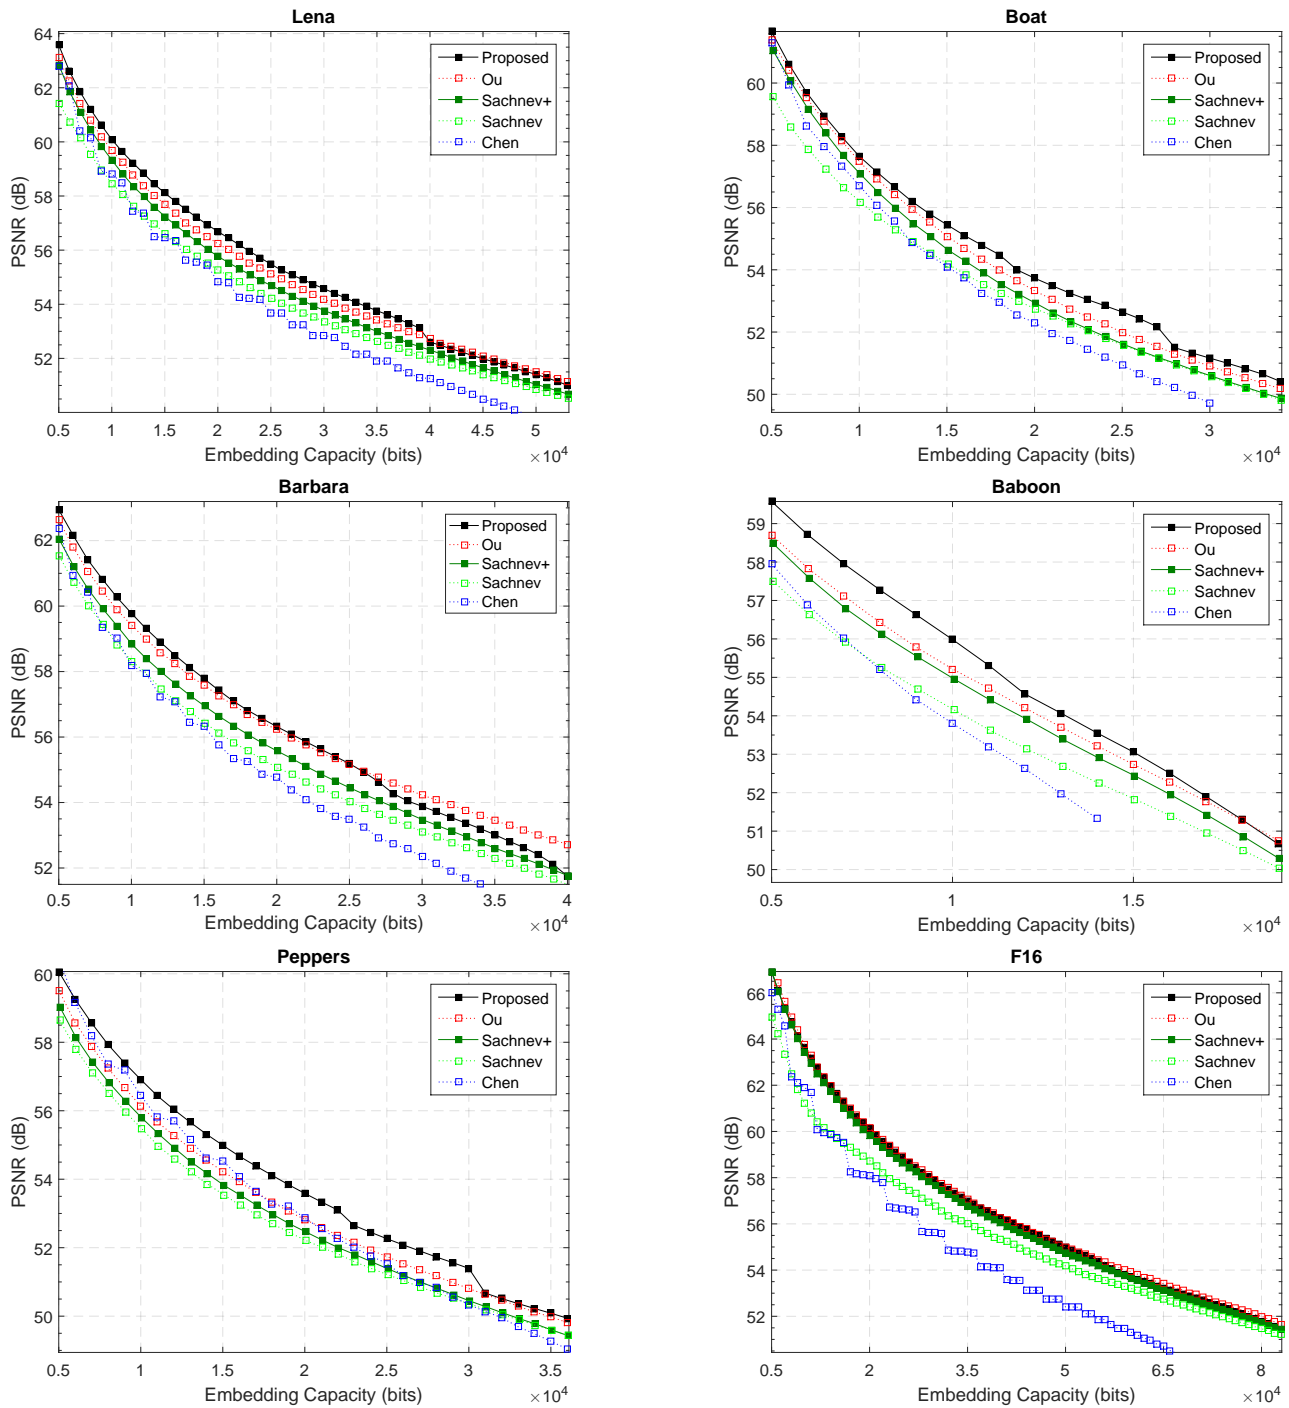 Lena
64
62
60
58
56
54
52
PSNR (dB)
Proposed
Ou
Sachnev+
Sachnev
Chen
0.5 1 1.5 2 2.5 3 3.5 4 4.5 5
Embedding Capacity (bits)
×10^4
Boat
60
58
56
54
52
50
PSNR (dB)
Proposed
Ou
Sachnev+
Sachnev
Chen
0.5 1 1.5 2 2.5 3
Embedding Capacity (bits)
×10^4
Barbara
62
60
58
56
54
52
PSNR (dB)
Proposed
Ou
Sachnev+
Sachnev
Chen
0.5 1 1.5 2 2.5 3 3.5 4
Embedding Capacity (bits)
×10^4
Baboon
59
58
57
56
55
54
53
52
51
50
PSNR (dB)
Proposed
Ou
Sachnev+
Sachnev
Chen
0.5 1 1.5
Embedding Capacity (bits)
×10^4
Peppers
60
58
56
54
52
50
PSNR (dB)
Proposed
Ou
Sachnev+
Sachnev
Chen
0.5 1 1.5 2 2.5 3 3.5
Embedding Capacity (bits)
×10^4
F16
66
64
62
60
58
56
54
52
PSNR (dB)
Proposed
Ou
Sachnev+
Sachnev
Chen
0.5 2 3.5 5 6.5 8
Embedding Capacity (bits)
×10^4